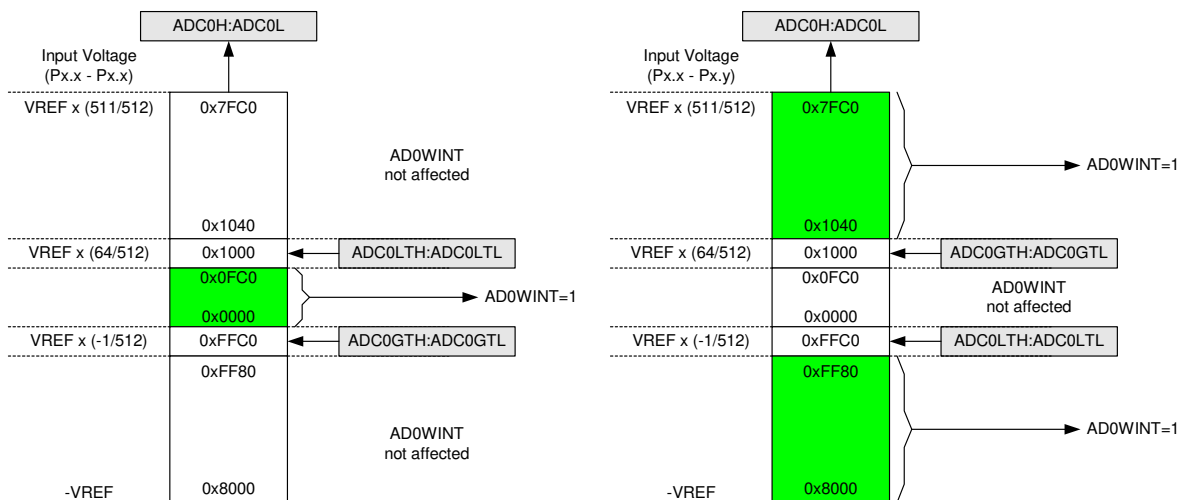 ADC0H:ADC0L
Input Voltage
(Px.x - Px.x)
VREF x (511/512)
0x7FC0
AD0WINT
not affected
0x1040
VREF x (64/512)
0x1000
ADC0LTH:ADC0LTL
0x0FC0
AD0WINT=1
0x0000
VREF x (-1/512)
0xFFC0
ADC0GTH:ADC0GTL
0xFF80
AD0WINT
not affected
-VREF
0x8000
ADC0H:ADC0L
Input Voltage
(Px.x - Px.y)
VREF x (511/512)
0x7FC0
AD0WINT=1
0x1040
VREF x (64/512)
0x1000
ADC0GTH:ADC0GTL
0x0FC0
AD0WINT
not affected
0x0000
VREF x (-1/512)
0xFFC0
ADC0LTH:ADC0LTL
0xFF80
AD0WINT=1
-VREF
0x8000